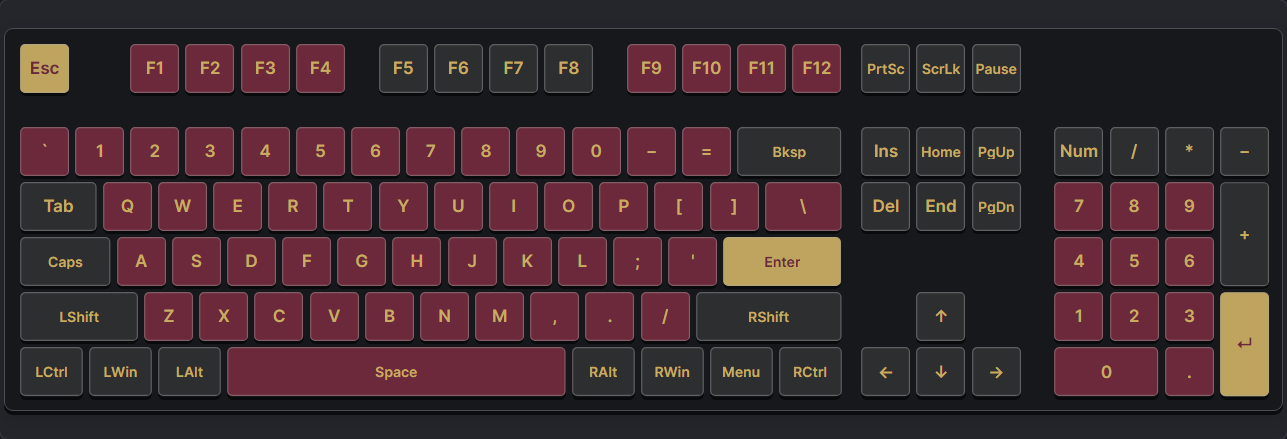 Esc F1 F2 F3 F4 F5 F6 F7 F8 F9 F10 F11 F12 PrtSc ScrLk Pause
` 1 2 3 4 5 6 7 8 9 0 − = Bksp Ins Home PgUp Num / * −
Tab Q W E R T Y U I O P [ ] \ Del End PgDn 7 8 9 +
Caps A S D F G H J K L ; ' Enter 4 5 6
LShift Z X C V B N M , . / RShift ↑ 1 2 3 ↵
LCtrl LWin LAlt Space RAlt RWin Menu RCtrl ← ↓ → 0 .